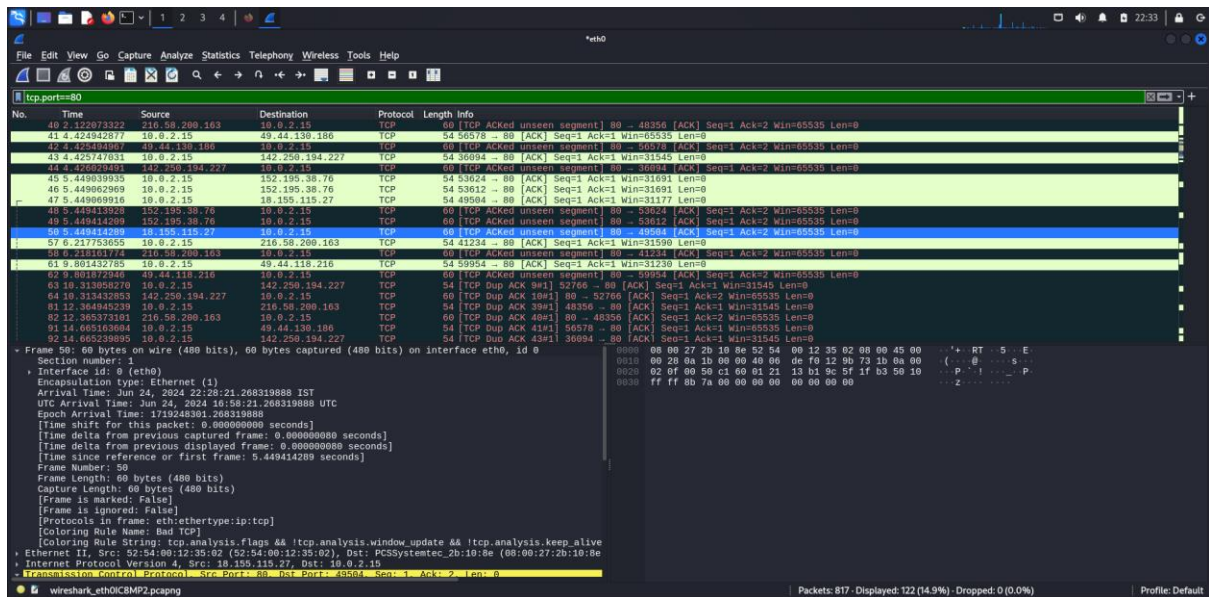 1 2 3 4 22:33
*eth0
File Edit View Go Capture Analyze Statistics Telephony Wireless Tools Help
tcp.port==80
No. Time Source Destination Protocol Length Info
40 2.122073322 216.58.200.163 10.0.2.15 TCP 60 [TCP ACKed unseen segment] 80 → 48356 [ACK] Seq=1 Ack=2 Win=65535 Len=0
41 4.424942877 10.0.2.15 49.44.130.186 TCP 54 56578 → 80 [ACK] Seq=1 Ack=1 Win=65535 Len=0
42 4.425494967 49.44.130.186 10.0.2.15 TCP 60 [TCP ACKed unseen segment] 80 → 56578 [ACK] Seq=1 Ack=2 Win=65535 Len=0
43 4.425747031 10.0.2.15 142.250.194.227 TCP 54 36094 → 80 [ACK] Seq=1 Ack=1 Win=31545 Len=0
44 4.426029491 142.250.194.227 10.0.2.15 TCP 60 [TCP ACKed unseen segment] 80 → 36094 [ACK] Seq=1 Ack=2 Win=65535 Len=0
45 5.449039935 10.0.2.15 152.195.38.76 TCP 54 53624 → 80 [ACK] Seq=1 Ack=1 Win=31691 Len=0
46 5.449062969 10.0.2.15 152.195.38.76 TCP 54 53612 → 80 [ACK] Seq=1 Ack=1 Win=31691 Len=0
47 5.449069916 10.0.2.15 18.155.115.27 TCP 54 49504 → 80 [ACK] Seq=1 Ack=1 Win=31177 Len=0
48 5.449413928 152.195.38.76 10.0.2.15 TCP 60 [TCP ACKed unseen segment] 80 → 53624 [ACK] Seq=1 Ack=2 Win=65535 Len=0
49 5.449414209 152.195.38.76 10.0.2.15 TCP 60 [TCP ACKed unseen segment] 80 → 53612 [ACK] Seq=1 Ack=2 Win=65535 Len=0
50 5.449414289 18.155.115.27 10.0.2.15 TCP 60 [TCP ACKed unseen segment] 80 → 49504 [ACK] Seq=1 Ack=2 Win=65535 Len=0
57 6.217753655 10.0.2.15 216.58.200.163 TCP 54 41234 → 80 [ACK] Seq=1 Ack=1 Win=31590 Len=0
58 6.218161774 216.58.200.163 10.0.2.15 TCP 60 [TCP ACKed unseen segment] 80 → 41234 [ACK] Seq=1 Ack=2 Win=65535 Len=0
61 9.801432785 10.0.2.15 49.44.118.216 TCP 54 59954 → 80 [ACK] Seq=1 Ack=1 Win=31230 Len=0
62 9.801872946 49.44.118.216 10.0.2.15 TCP 60 [TCP ACKed unseen segment] 80 → 59954 [ACK] Seq=1 Ack=2 Win=65535 Len=0
63 10.313058270 10.0.2.15 142.250.194.227 TCP 54 [TCP Dup ACK 9#1] 52766 → 80 [ACK] Seq=1 Ack=1 Win=31545 Len=0
64 10.313432853 142.250.194.227 10.0.2.15 TCP 60 [TCP Dup ACK 10#1] 80 → 52766 [ACK] Seq=1 Ack=2 Win=65535 Len=0
81 12.364945239 10.0.2.15 216.58.200.163 TCP 54 [TCP Dup ACK 39#1] 48356 → 80 [ACK] Seq=1 Ack=1 Win=31545 Len=0
82 12.365373101 216.58.200.163 10.0.2.15 TCP 60 [TCP Dup ACK 40#1] 80 → 48356 [ACK] Seq=1 Ack=2 Win=65535 Len=0
91 14.665163604 10.0.2.15 49.44.130.186 TCP 54 [TCP Dup ACK 41#1] 56578 → 80 [ACK] Seq=1 Ack=1 Win=65535 Len=0
92 14.665239895 10.0.2.15 142.250.194.227 TCP 54 [TCP Dup ACK 43#1] 36094 → 80 [ACK] Seq=1 Ack=1 Win=31545 Len=0
Frame 50: 60 bytes on wire (480 bits), 60 bytes captured (480 bits) on interface eth0, id 0
Section number: 1
Interface id: 0 (eth0)
Encapsulation type: Ethernet (1)
Arrival Time: Jun 24, 2024 22:28:21.268319888 IST
UTC Arrival Time: Jun 24, 2024 16:58:21.268319888 UTC
Epoch Arrival Time: 1719248301.268319888
[Time shift for this packet: 0.000000000 seconds]
[Time delta from previous captured frame: 0.000000080 seconds]
[Time delta from previous displayed frame: 0.000000080 seconds]
[Time since reference or first frame: 5.449414289 seconds]
Frame Number: 50
Frame Length: 60 bytes (480 bits)
Capture Length: 60 bytes (480 bits)
[Frame is marked: False]
[Frame is ignored: False]
[Protocols in frame: eth:ethertype:ip:tcp]
[Coloring Rule Name: Bad TCP]
[Coloring Rule String: tcp.analysis.flags && !tcp.analysis.window_update && !tcp.analysis.keep_alive
Ethernet II, Src: 52:54:00:12:35:02 (52:54:00:12:35:02), Dst: PCSSystemtec_2b:10:8e (08:00:27:2b:10:8e
Internet Protocol Version 4, Src: 18.155.115.27, Dst: 10.0.2.15
Transmission Control Protocol, Src Port: 80, Dst Port: 49504, Seq: 1, Ack: 2, Len: 0
0000 08 00 27 2b 10 8e 52 54 00 12 35 02 08 00 45 00 ··'+··RT ··5···E·
0010 00 28 0a 1b 00 00 40 06 de f0 12 9b 73 1b 0a 00 ·(····@· ····s···
0020 02 0f 00 50 c1 60 01 21 13 b1 9c 5f 1f b3 50 10 ···P·`·! ···_··P·
0030 ff ff 8b 7a 00 00 00 00 00 00 00 00 ···z···· ····
wireshark_eth0IC8MP2.pcapng Packets: 817 · Displayed: 122 (14.9%) · Dropped: 0 (0.0%) Profile: Default